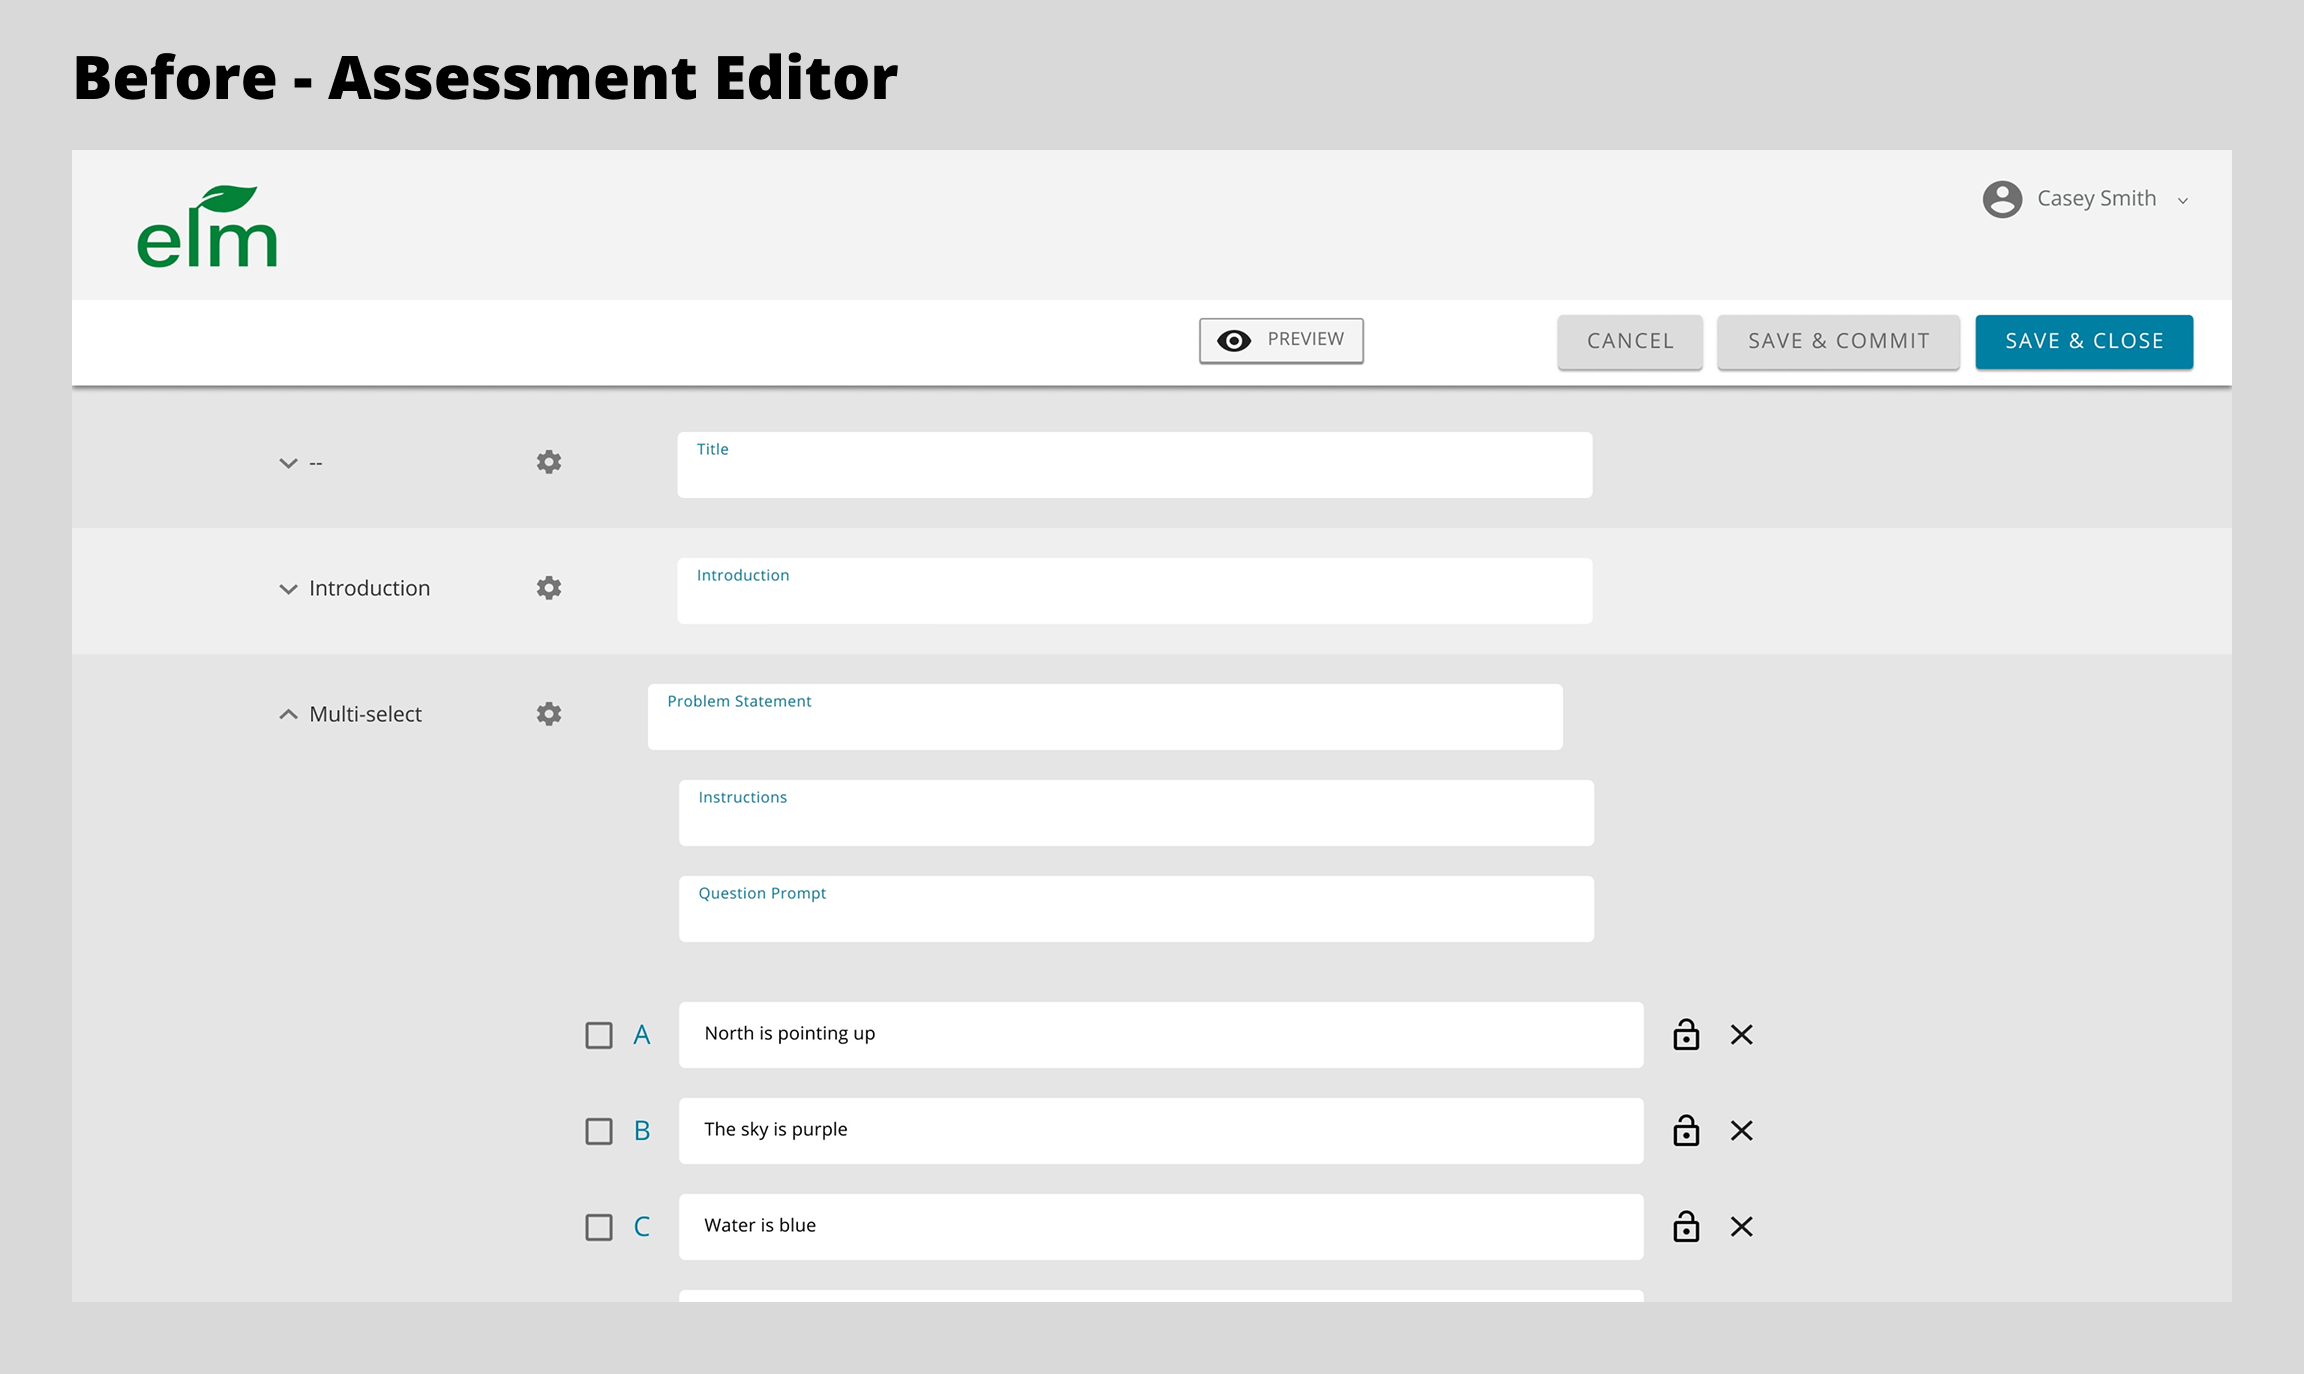 Before - Assessment Editor
elm
Casey Smith
PREVIEW
CANCEL
SAVE & COMMIT
SAVE & CLOSE
--
Title
Introduction
Introduction
Multi-select
Problem Statement
Instructions
Question Prompt
A North is pointing up
B The sky is purple
C Water is blue